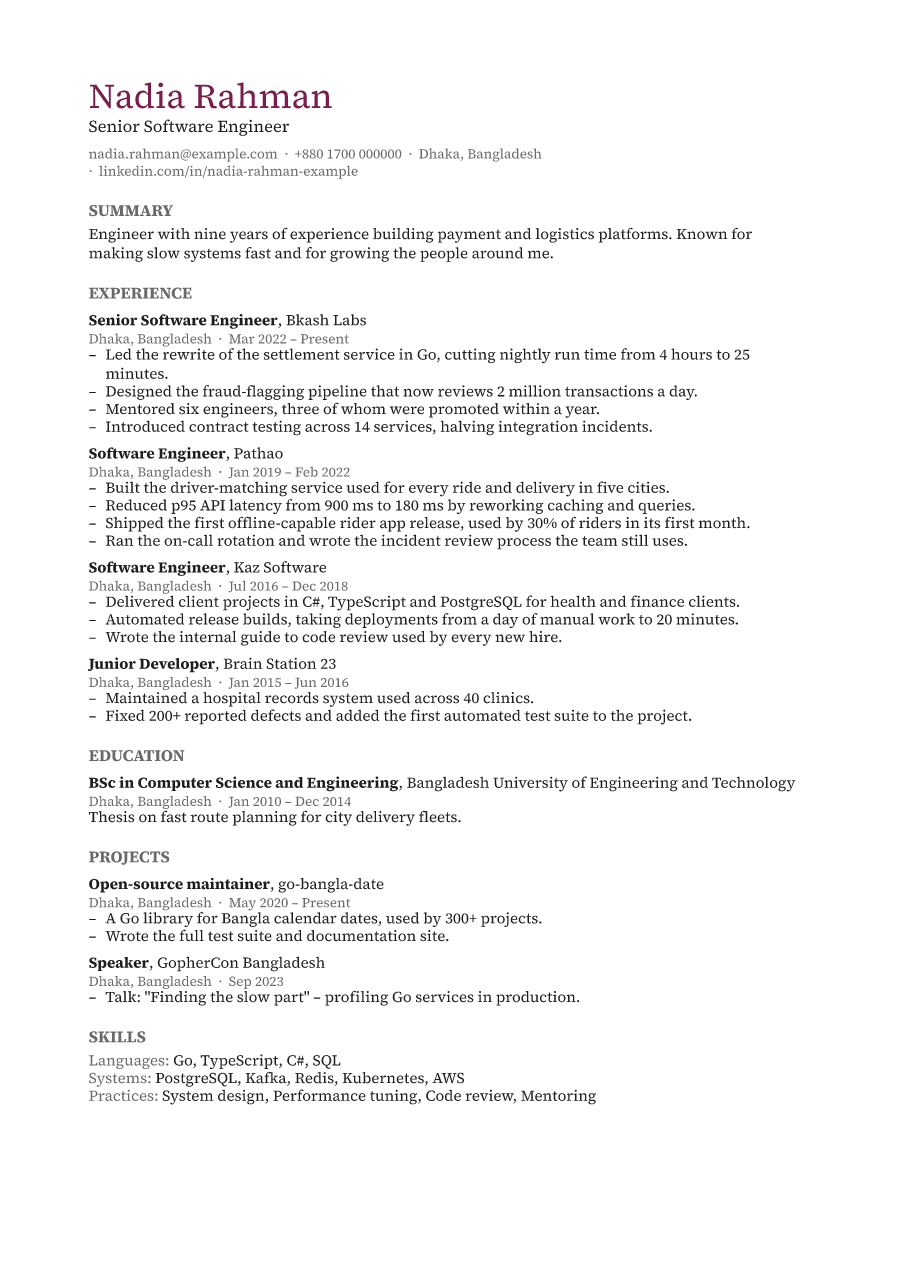 Nadia Rahman
Senior Software Engineer
nadia.rahman@example.com · +880 1700 000000 · Dhaka, Bangladesh
· linkedin.com/in/nadia-rahman-example
SUMMARY
Engineer with nine years of experience building payment and logistics platforms. Known for
making slow systems fast and for growing the people around me.
EXPERIENCE
Senior Software Engineer, Bkash Labs
Dhaka, Bangladesh · Mar 2022 – Present
– Led the rewrite of the settlement service in Go, cutting nightly run time from 4 hours to 25
minutes.
– Designed the fraud-flagging pipeline that now reviews 2 million transactions a day.
– Mentored six engineers, three of whom were promoted within a year.
– Introduced contract testing across 14 services, halving integration incidents.
Software Engineer, Pathao
Dhaka, Bangladesh · Jan 2019 – Feb 2022
– Built the driver-matching service used for every ride and delivery in five cities.
– Reduced p95 API latency from 900 ms to 180 ms by reworking caching and queries.
– Shipped the first offline-capable rider app release, used by 30% of riders in its first month.
– Ran the on-call rotation and wrote the incident review process the team still uses.
Software Engineer, Kaz Software
Dhaka, Bangladesh · Jul 2016 – Dec 2018
– Delivered client projects in C#, TypeScript and PostgreSQL for health and finance clients.
– Automated release builds, taking deployments from a day of manual work to 20 minutes.
– Wrote the internal guide to code review used by every new hire.
Junior Developer, Brain Station 23
Dhaka, Bangladesh · Jan 2015 – Jun 2016
– Maintained a hospital records system used across 40 clinics.
– Fixed 200+ reported defects and added the first automated test suite to the project.
EDUCATION
BSc in Computer Science and Engineering, Bangladesh University of Engineering and Technology
Dhaka, Bangladesh · Jan 2010 – Dec 2014
Thesis on fast route planning for city delivery fleets.
PROJECTS
Open-source maintainer, go-bangla-date
Dhaka, Bangladesh · May 2020 – Present
– A Go library for Bangla calendar dates, used by 300+ projects.
– Wrote the full test suite and documentation site.
Speaker, GopherCon Bangladesh
Dhaka, Bangladesh · Sep 2023
– Talk: "Finding the slow part" – profiling Go services in production.
SKILLS
Languages: Go, TypeScript, C#, SQL
Systems: PostgreSQL, Kafka, Redis, Kubernetes, AWS
Practices: System design, Performance tuning, Code review, Mentoring